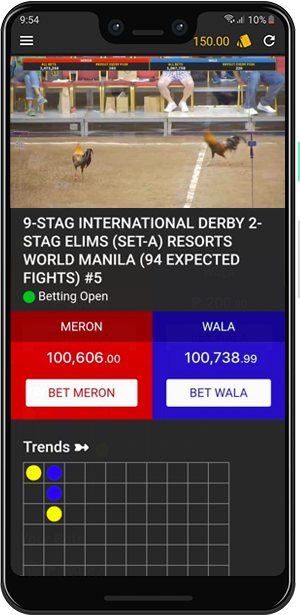 9:54
10%
150.00
9-STAG INTERNATIONAL DERBY 2-
STAG ELIMS (SET-A) RESORTS
WORLD MANILA (94 EXPECTED
FIGHTS) #5
Betting Open
MERON
WALA
100,606.00
100,738.99
BET MERON
BET WALA
Trends